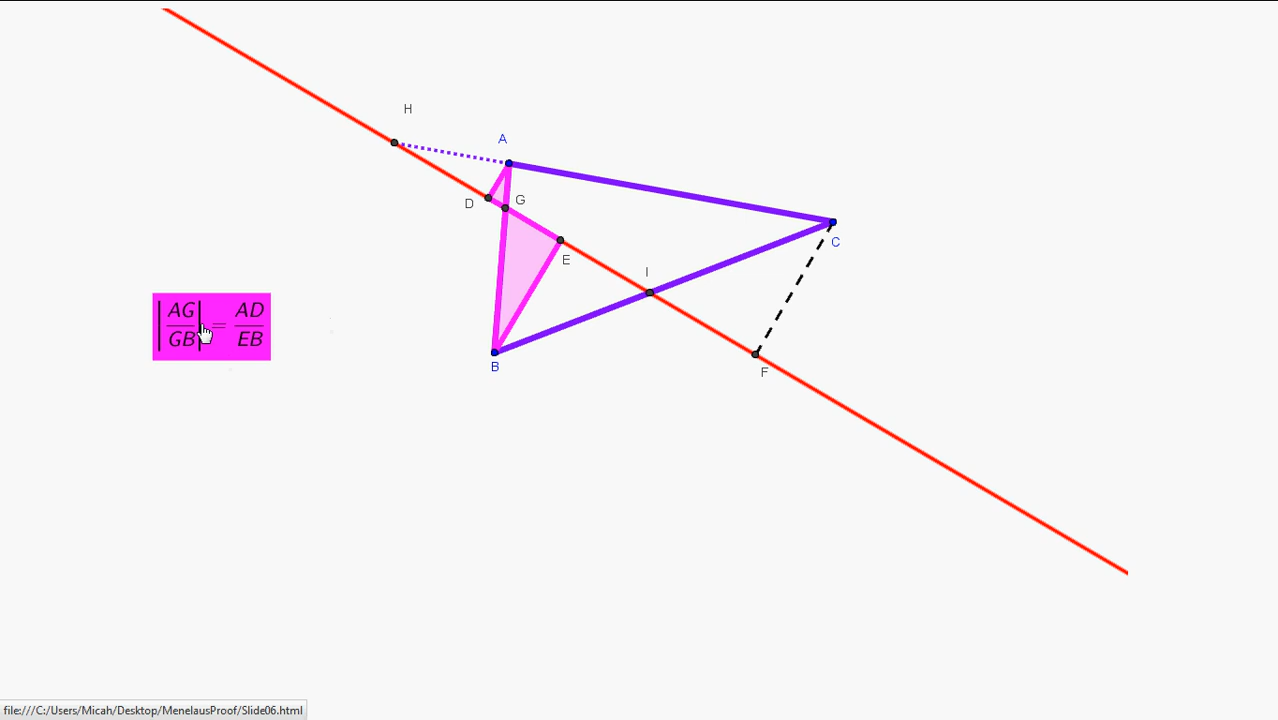 H
A
D
G
C
E
I
|AG/GB| = AD/EB
B
F
file:///C:/Users/Micah/Desktop/MenelausProof/Slide06.html